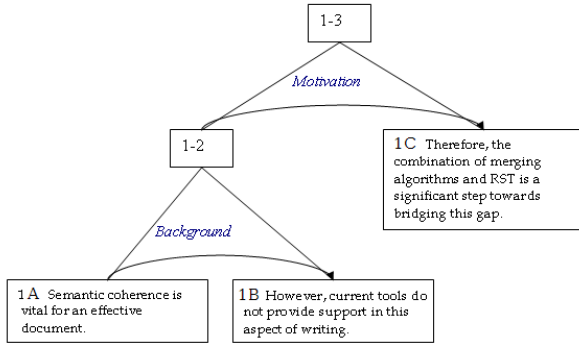 1-3
Motivation
1-2
1C Therefore, the
combination of merging
algorithms and RST is a
significant step towards
bridging this gap.
Background
1A Semantic coherence is
vital for an effective
document.
1B However, current tools do
not provide support in this
aspect of writing.